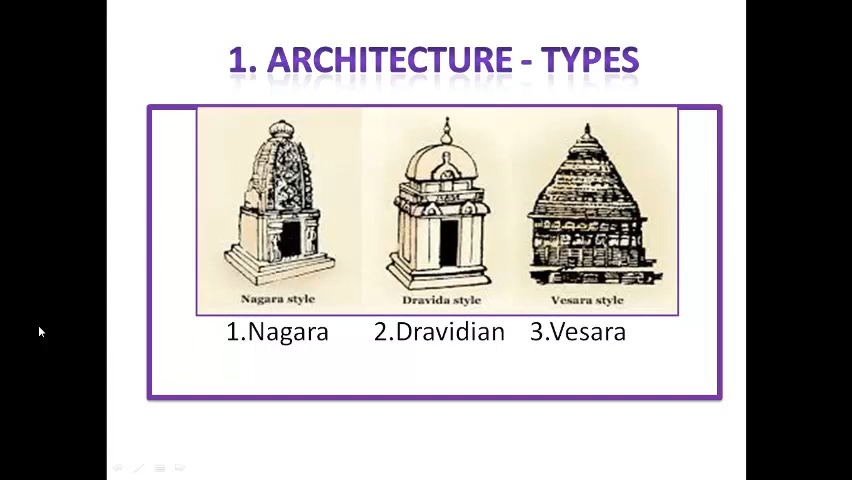 1. ARCHITECTURE - TYPES
Nagara style Dravida style Vesara style
1.Nagara 2.Dravidian 3.Vesara